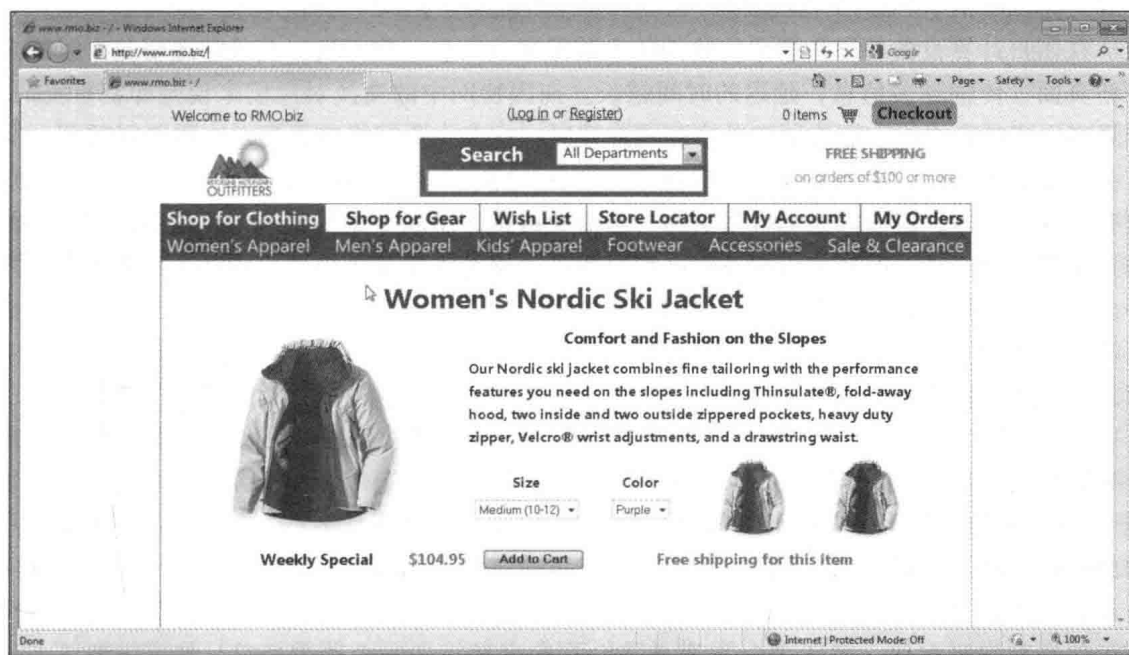 www.rmo.biz - / - Windows Internet Explorer
http://www.rmo.biz/
Google
Favorites
www.rmo.biz - /
Page
Safety
Tools
Welcome to RMO.biz
(Log in or Register)
0 items
Checkout
OUTFITTERS
Search
All Departments
FREE SHIPPING
on orders of $100 or more
Shop for Clothing
Shop for Gear
Wish List
Store Locator
My Account
My Orders
Women's Apparel
Men's Apparel
Kids' Apparel
Footwear
Accessories
Sale & Clearance
Women's Nordic Ski Jacket
Comfort and Fashion on the Slopes
Our Nordic ski jacket combines fine tailoring with the performance
features you need on the slopes including Thinsulate®, fold-away
hood, two inside and two outside zippered pockets, heavy duty
zipper, Velcro® wrist adjustments, and a drawstring waist.
Size
Color
Medium (10-12)
Purple
Weekly Special
$104.95
Add to Cart
Free shipping for this item
Done
Internet | Protected Mode: Off
100%